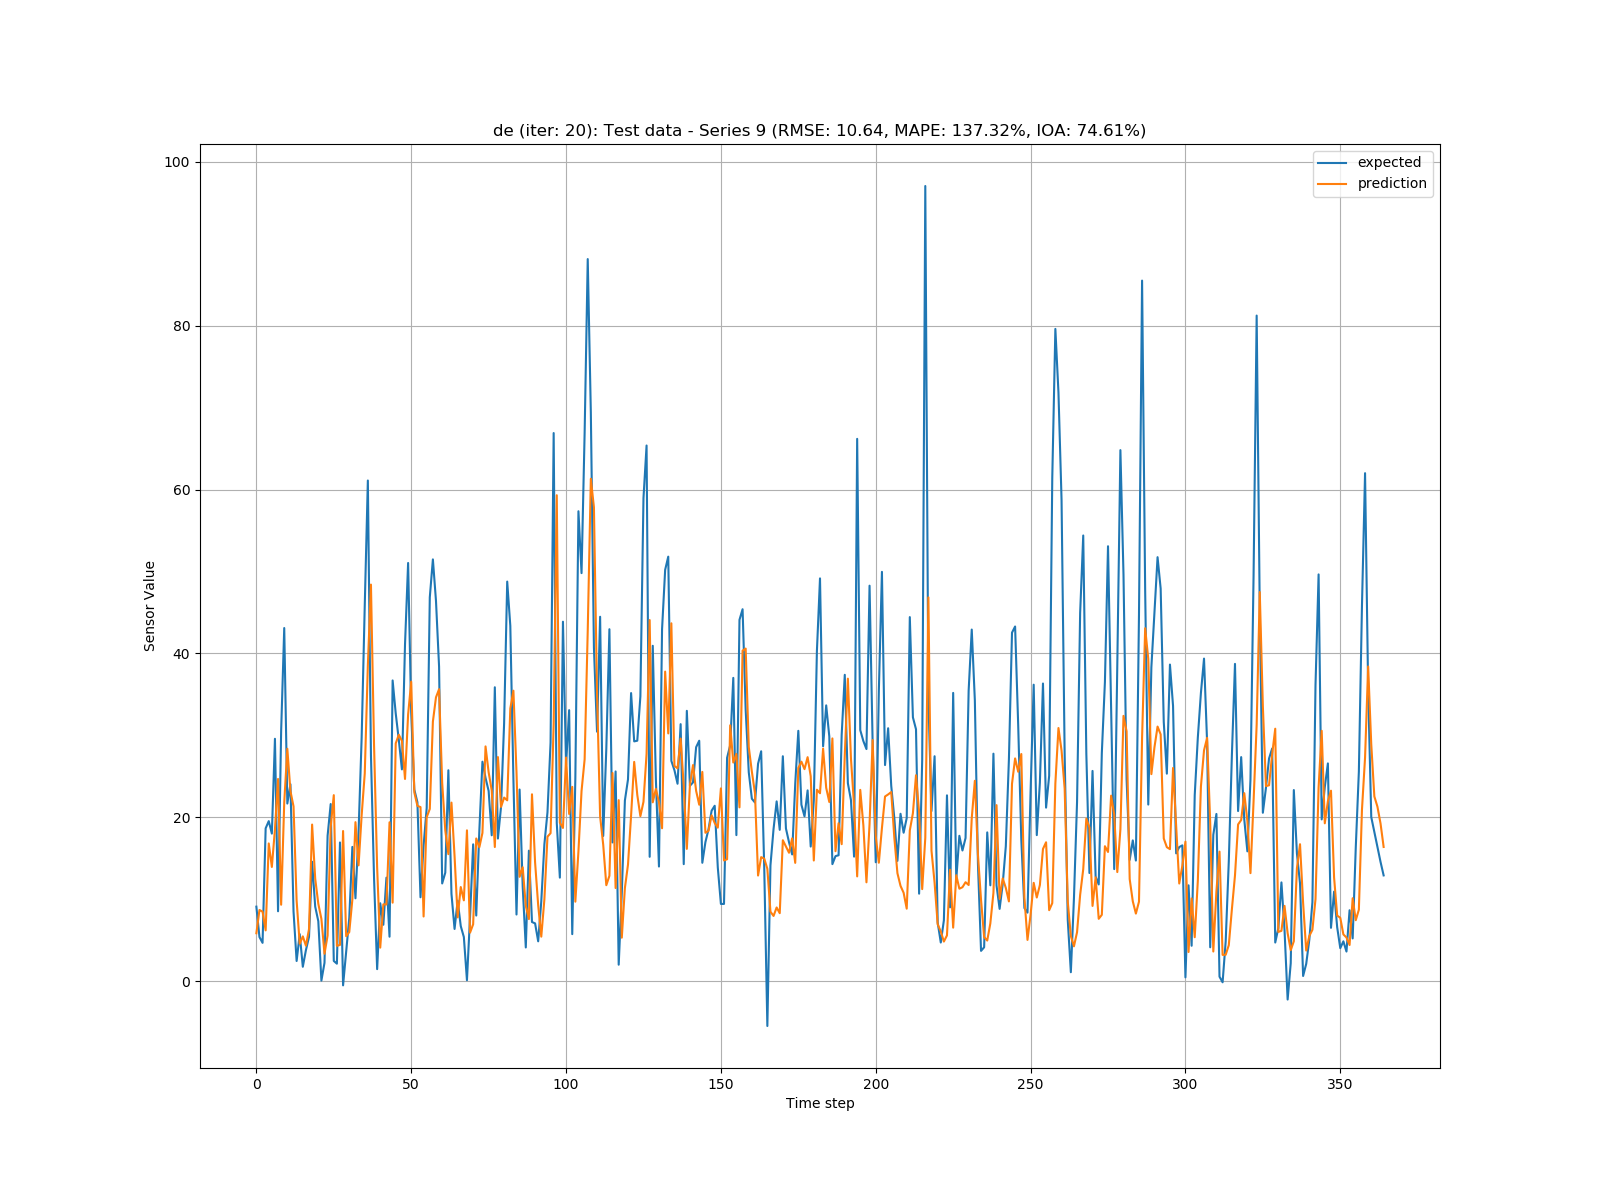 de (iter: 20): Test data - Series 9 (RMSE: 10.64, MAPE: 137.32%, IOA: 74.61%)
expected
prediction
100
80
60
40
20
0
Sensor Value
0 50 100 150 200 250 300 350
Time step